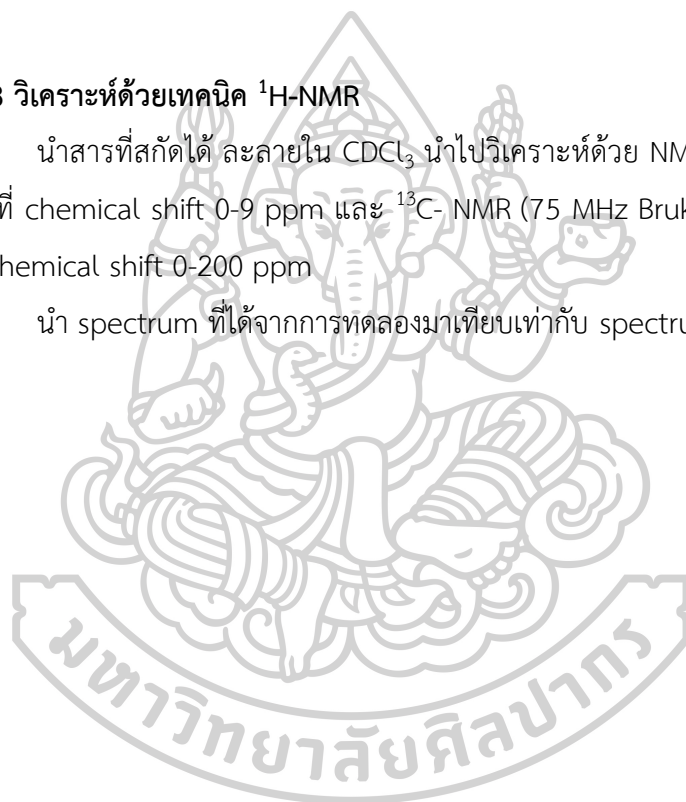 3 วิเคราะห์ด้วยเทคนิค ¹H-NMR
นำสารที่สกัดได้ ละลายใน CDCl₃ นำไปวิเคราะห์ด้วย NM
ที่ chemical shift 0-9 ppm และ ¹³C- NMR (75 MHz Bruk
hemical shift 0-200 ppm
นำ spectrum ที่ได้จากการทดลองมาเทียบเท่ากับ spectru
มหาวิทยาลัยศิลปากร